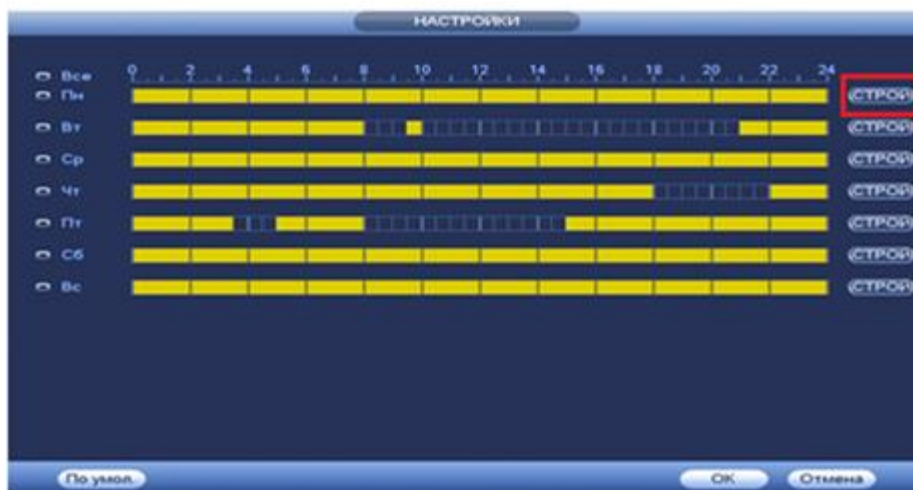 НАСТРОЙКИ
0 2 4 6 8 10 12 14 16 18 20 22 24
Все
Пн (СТРОЙ)
Вт (СТРОЙ)
Ср (СТРОЙ)
Чт (СТРОЙ)
Пт (СТРОЙ)
Сб (СТРОЙ)
Вс (СТРОЙ)
По умол. ОК Отмена